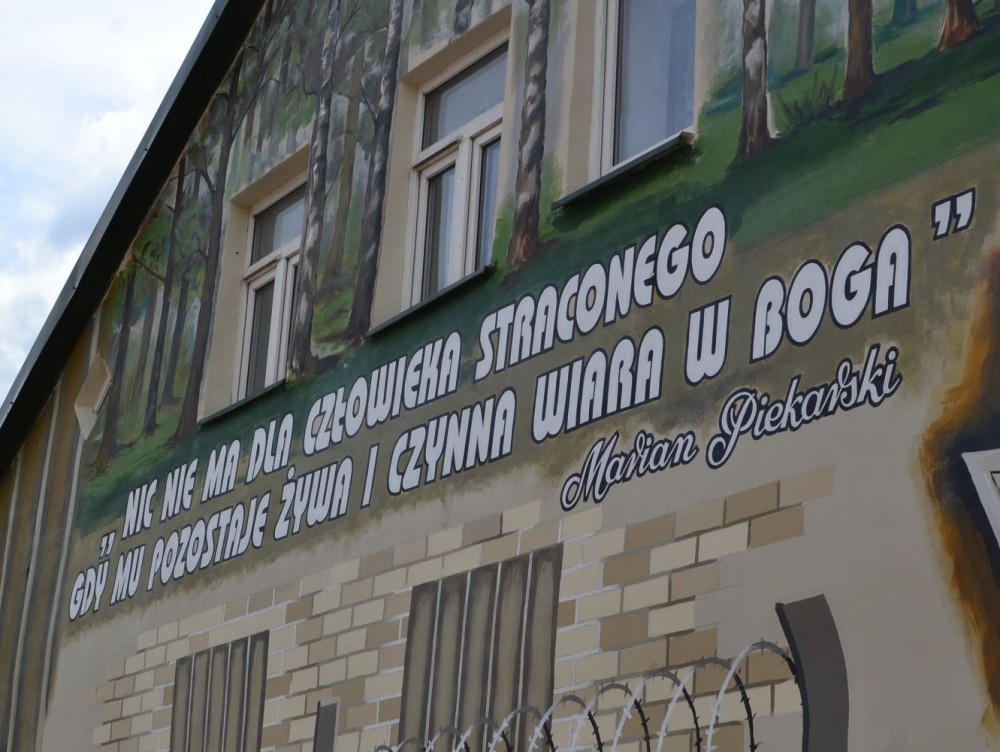 „ NIC NIE MA DLA CZŁOWIEKA STRACONEGO
GDY MU POZOSTAJE ŻYWA I CZYNNA WIARA W BOGA ”
Marian Piekarski